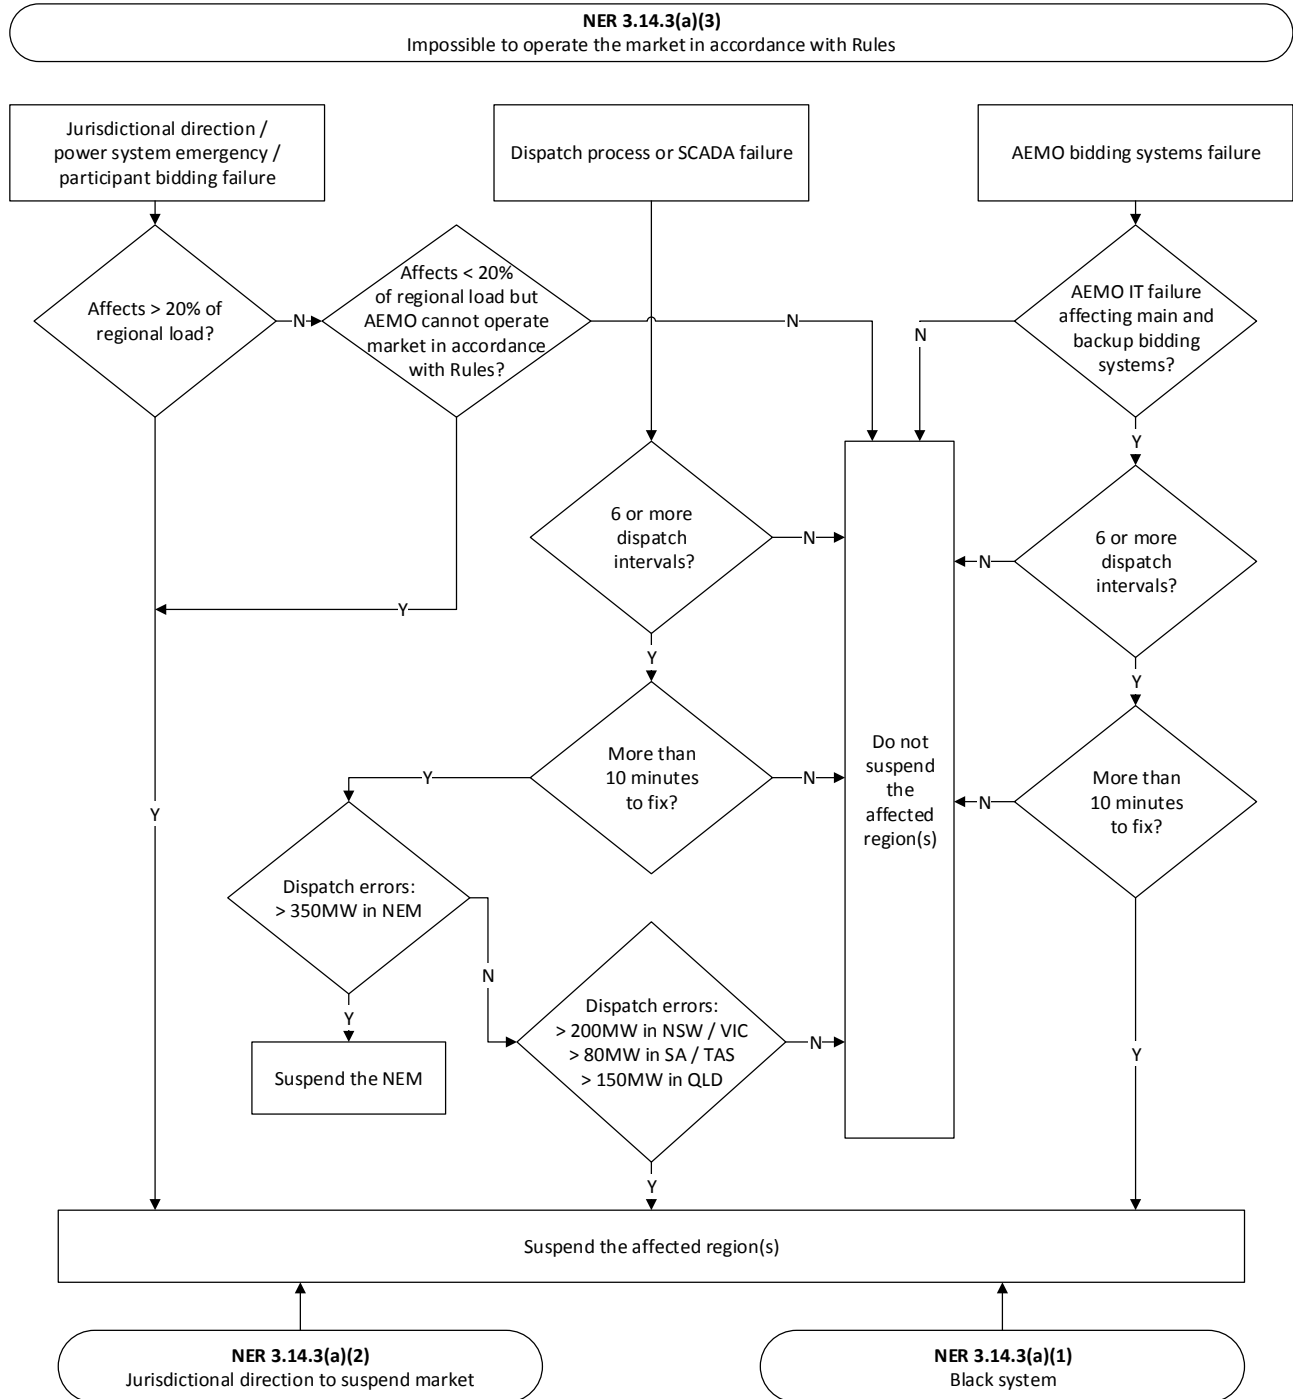 NER 3.14.3(a)(3)
Impossible to operate the market in accordance with Rules
Jurisdictional direction /
power system emergency /
participant bidding failure
Dispatch process or SCADA failure
AEMO bidding systems failure
Affects > 20% of
regional load?
N
Affects < 20%
of regional load but
AEMO cannot operate
market in accordance
with Rules?
N
N
AEMO IT failure
affecting main and
backup bidding
systems?
Y
6 or more
dispatch
intervals?
N
N
6 or more
dispatch
intervals?
Y
Y
Y
More than
10 minutes
to fix?
Y
N
Do not
suspend
the
affected
region(s)
N
More than
10 minutes
to fix?
Y
Dispatch errors:
> 350MW in NEM
N
Y
Suspend the NEM
Dispatch errors:
> 200MW in NSW / VIC
> 80MW in SA / TAS
> 150MW in QLD
N
Y
Y
Suspend the affected region(s)
NER 3.14.3(a)(2)
Jurisdictional direction to suspend market
NER 3.14.3(a)(1)
Black system